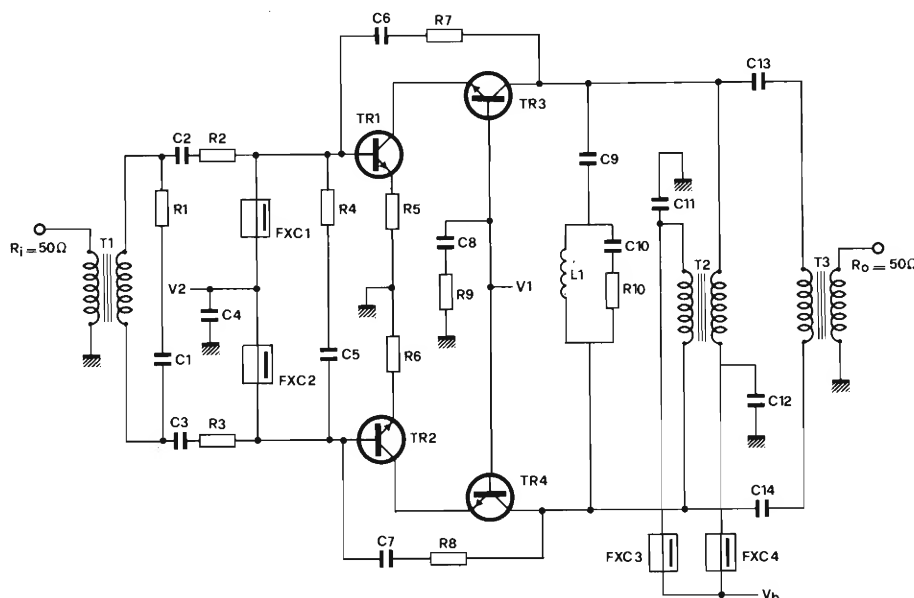 C6
R7
C13
TR1
TR3
C2
R2
C9
C11
R1
R4
R5
FXC1
C8
C10
Ri=50Ω
T1
L1
T2
T3
Ro=50Ω
V2
R9
V1
R10
C4
C1
C5
R6
FXC2
C12
C3
R3
TR2
TR4
C14
C7
R8
FXC3
FXC4
Vb